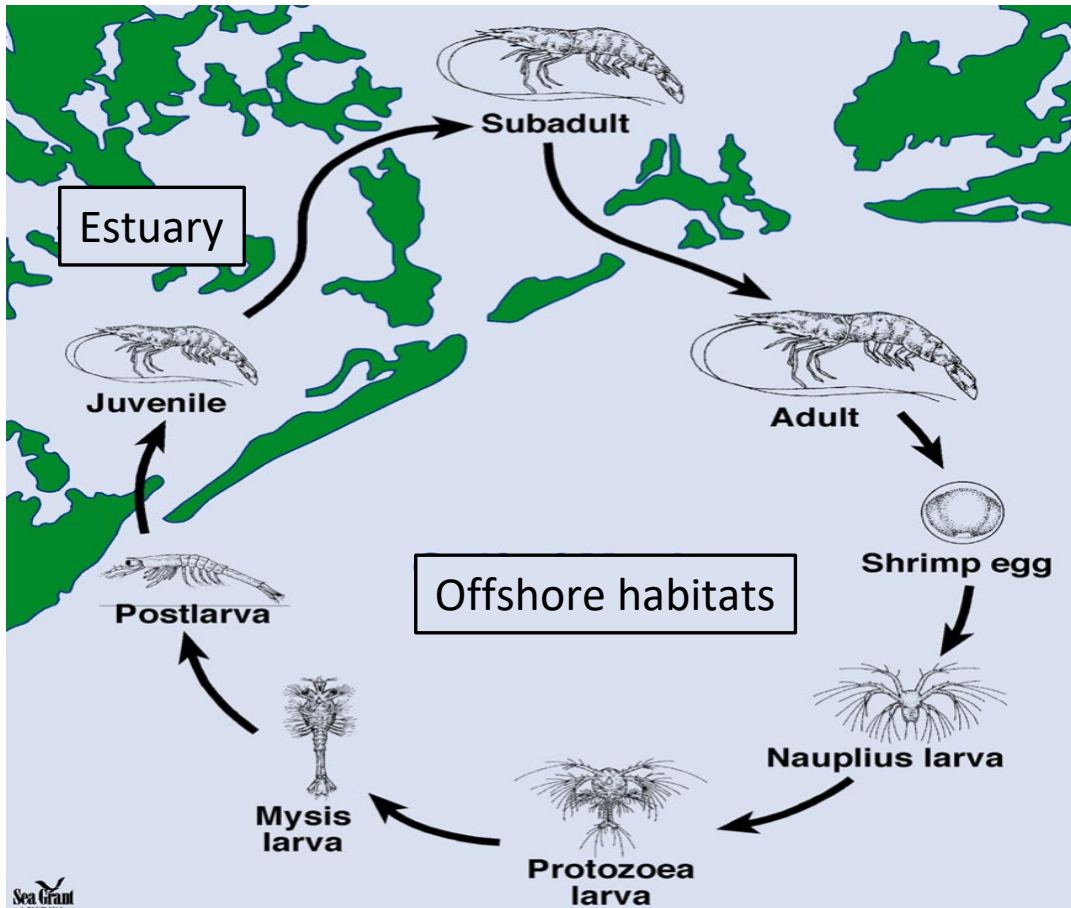 Subadult
Estuary
Juvenile
Adult
Shrimp egg
Offshore habitats
Postlarva
Nauplius larva
Mysis
larva
Protozoea
larva
Sea Grant